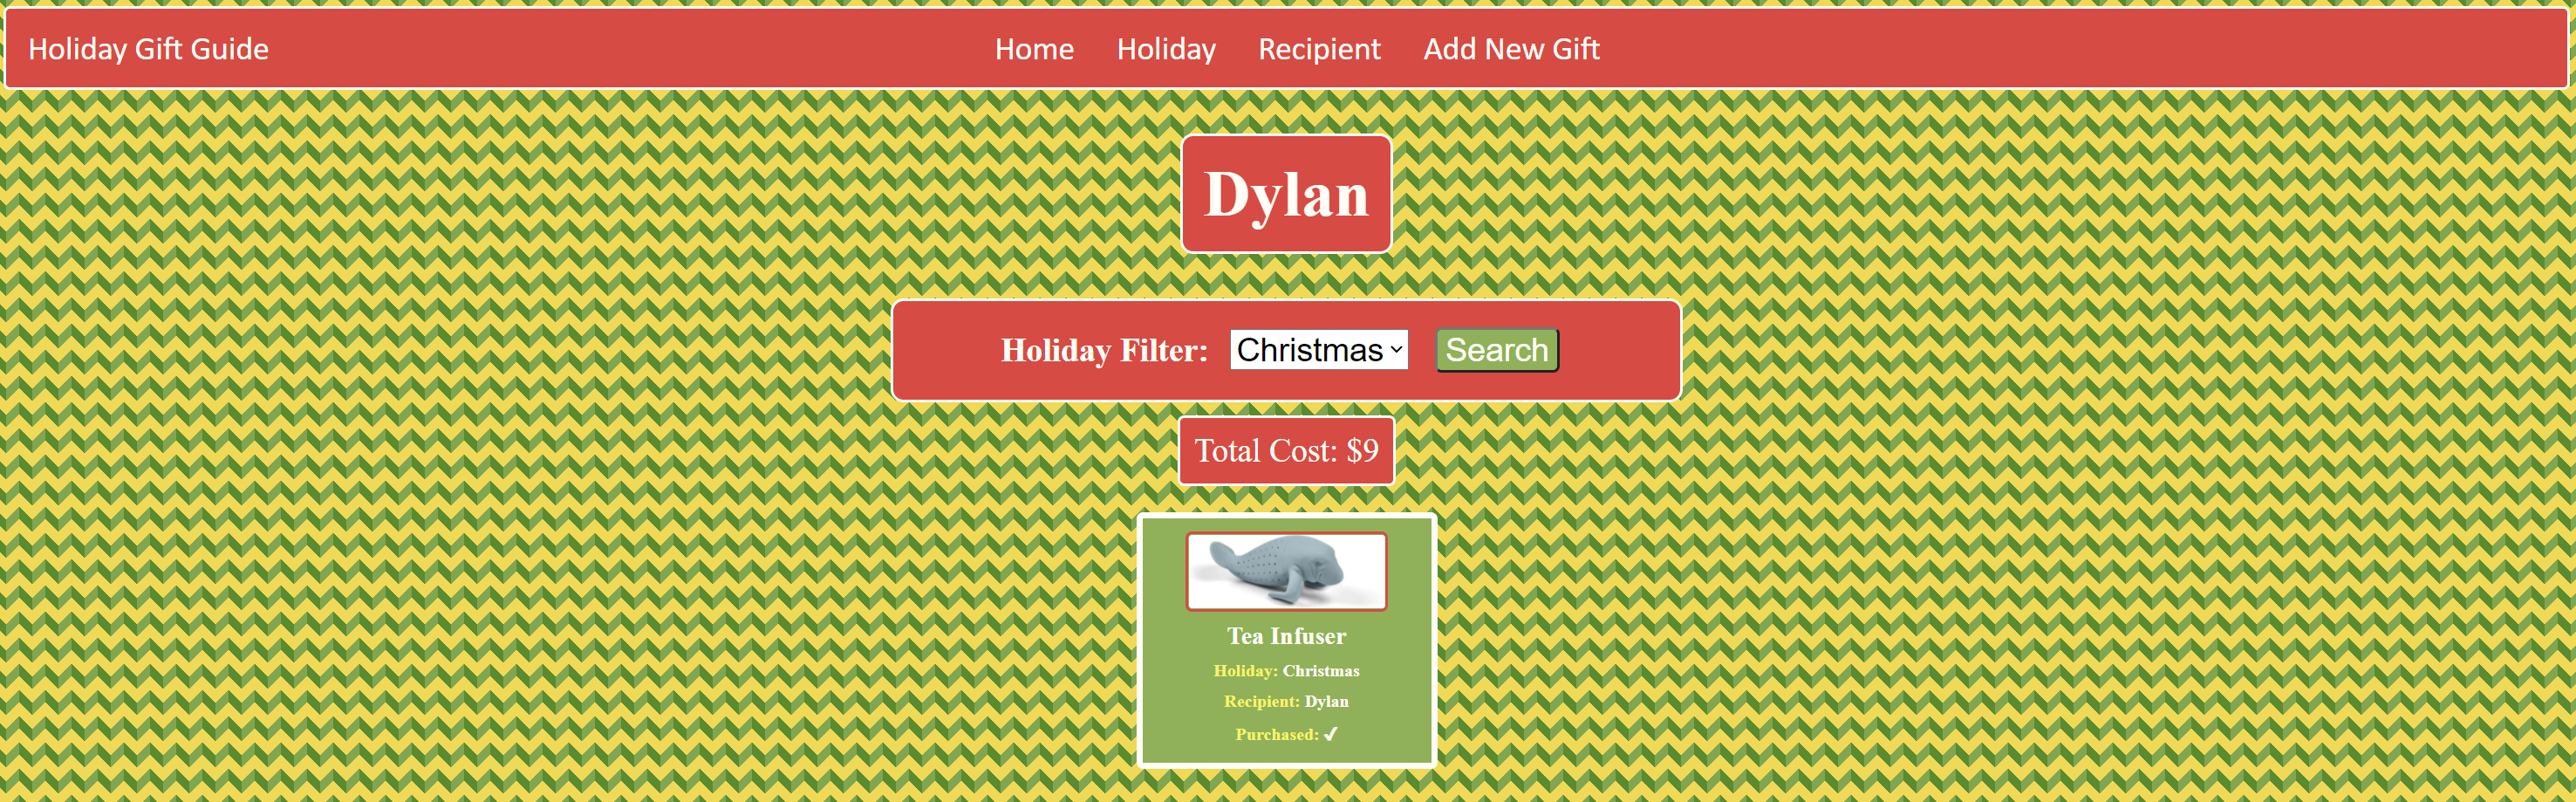 Holiday Gift Guide
Home Holiday Recipient Add New Gift
Dylan
Holiday Filter: Christmas Search
Total Cost: $9
Tea Infuser
Holiday: Christmas
Recipient: Dylan
Purchased: ✔